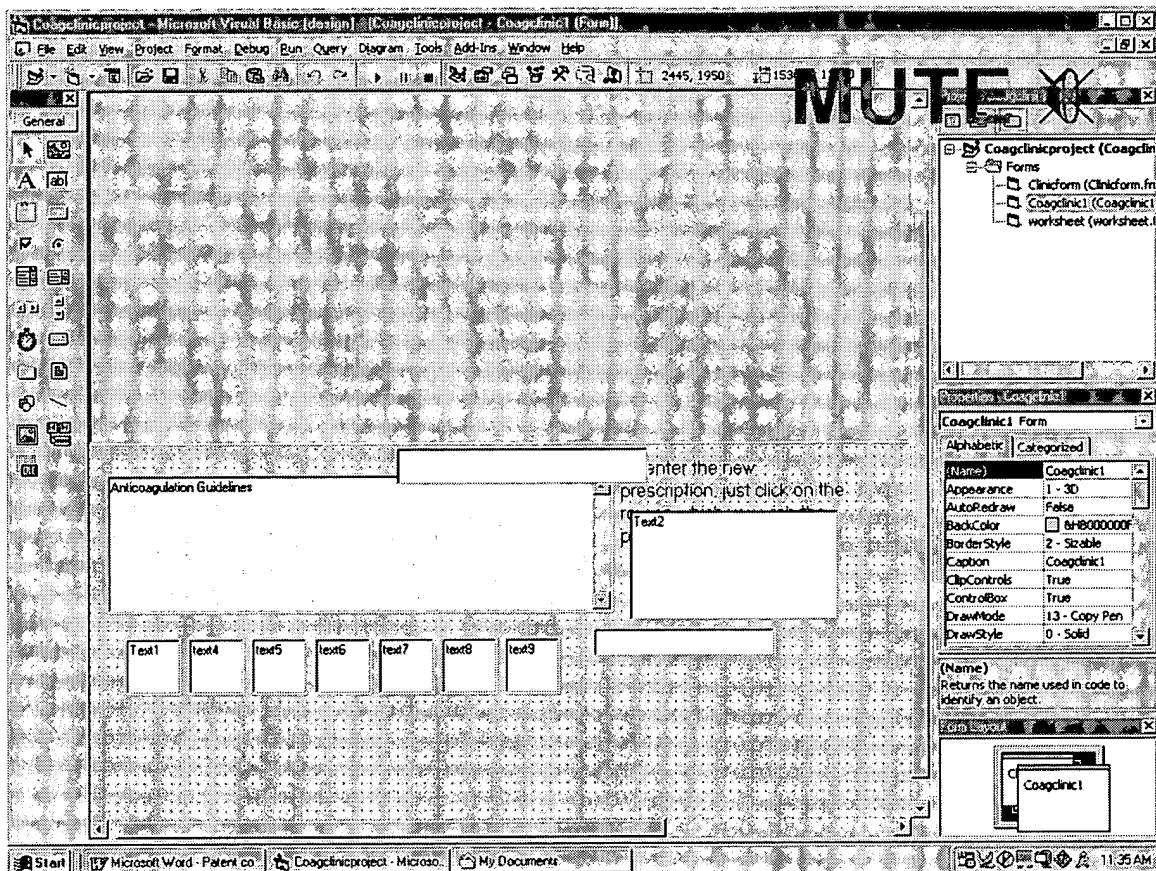 Coagclinicproject - Microsoft Visual Basic [design] - [Coagclinicproject - Coagclinic1 (Form)]
File Edit View Project Format Debug Run Query Diagram Tools Add-Ins Window Help
2445, 1950
MUTE
General
Coagclinicproject (Coagclin
Forms
Clinicform (Clinicform.fr
Coagclinic1 (Coagclinic1
worksheet (worksheet.
Properties - Coagclinic1
Coagclinic1 Form
Alphabetic Categorized
(Name) Coagclinic1
Appearance 1 - 3D
AutoRedraw False
BackColor &H8000000F
BorderStyle 2 - Sizable
Caption Coagclinic1
ClipControls True
ControlBox True
DrawMode 13 - Copy Pen
DrawStyle 0 - Solid
(Name)
Returns the name used in code to
identify an object.
Form Layout
Coagclinic1
enter the new
prescription, just click on the
Anticoagulation Guidelines
Text2
Text1 text4 text5 text6 text7 text8 text9
Start Microsoft Word - Patent co... Coagclinicproject - Microso... My Documents 11:35 AM